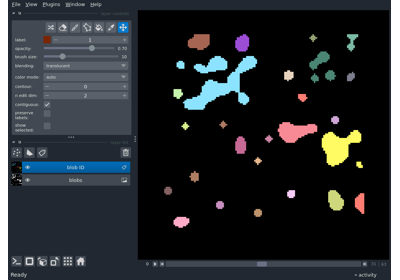 File View Plugins Window Help
label: 1
opacity: 0.70
brush size: 10
blending: translucent
color mode: auto
contour: 0
n edit dim: 2
contiguous: ✓
preserve
labels:
show
selected:
blob ID
blobs
0
Ready
activity